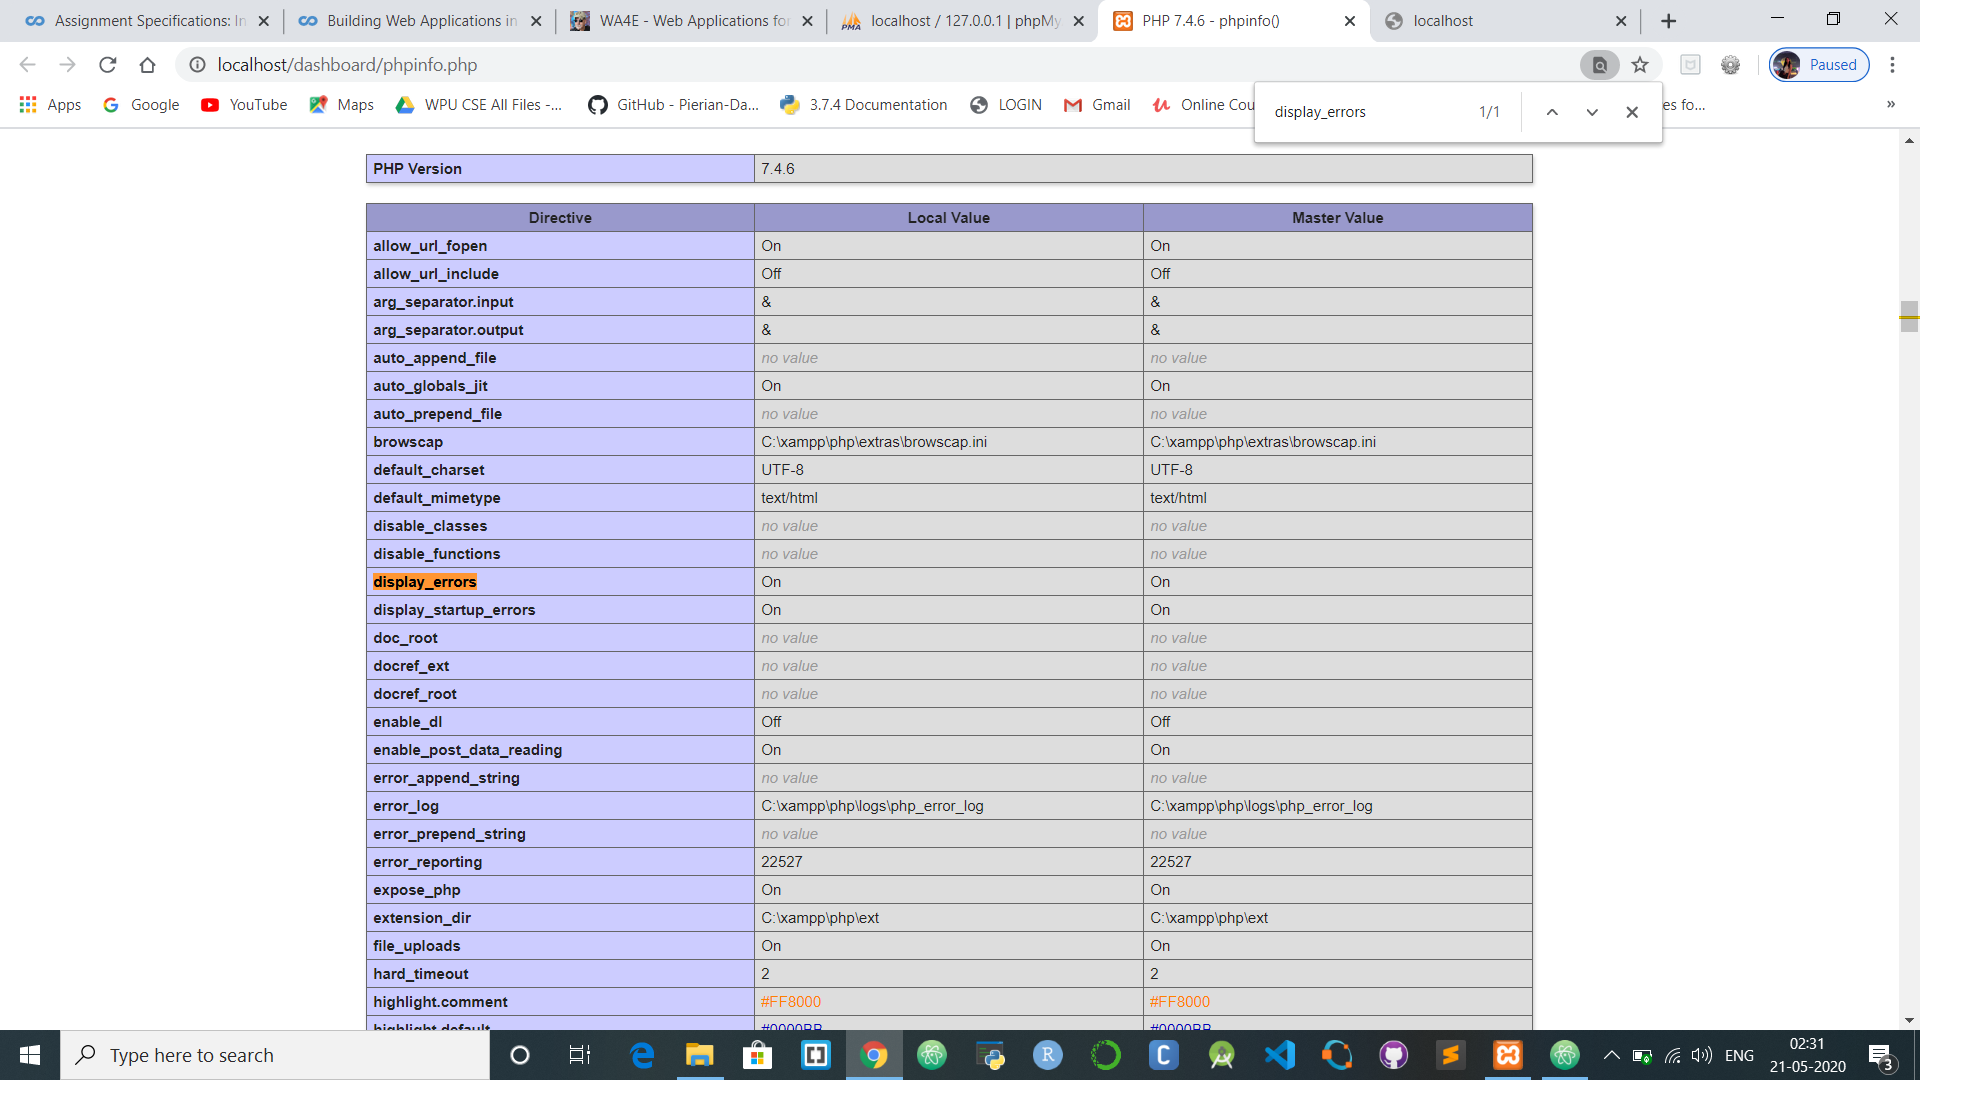 Assignment Specifications: In
Building Web Applications in
WA4E - Web Applications for
localhost / 127.0.0.1 | phpMy
PHP 7.4.6 - phpinfo()
localhost
localhost/dashboard/phpinfo.php
Paused
Apps Google YouTube Maps WPU CSE All Files -... GitHub - Pierian-Da... 3.7.4 Documentation LOGIN Gmail Online Cou es fo... »
display_errors 1/1
PHP Version 7.4.6
Directive Local Value Master Value
allow_url_fopen On On
allow_url_include Off Off
arg_separator.input & &
arg_separator.output & &
auto_append_file no value no value
auto_globals_jit On On
auto_prepend_file no value no value
browscap C:\xampp\php\extras\browscap.ini C:\xampp\php\extras\browscap.ini
default_charset UTF-8 UTF-8
default_mimetype text/html text/html
disable_classes no value no value
disable_functions no value no value
display_errors On On
display_startup_errors On On
doc_root no value no value
docref_ext no value no value
docref_root no value no value
enable_dl Off Off
enable_post_data_reading On On
error_append_string no value no value
error_log C:\xampp\php\logs\php_error_log C:\xampp\php\logs\php_error_log
error_prepend_string no value no value
error_reporting 22527 22527
expose_php On On
extension_dir C:\xampp\php\ext C:\xampp\php\ext
file_uploads On On
hard_timeout 2 2
highlight.comment #FF8000 #FF8000
highlight.default #0000BB #0000BB
Type here to search
ENG
02:31
21-05-2020
3